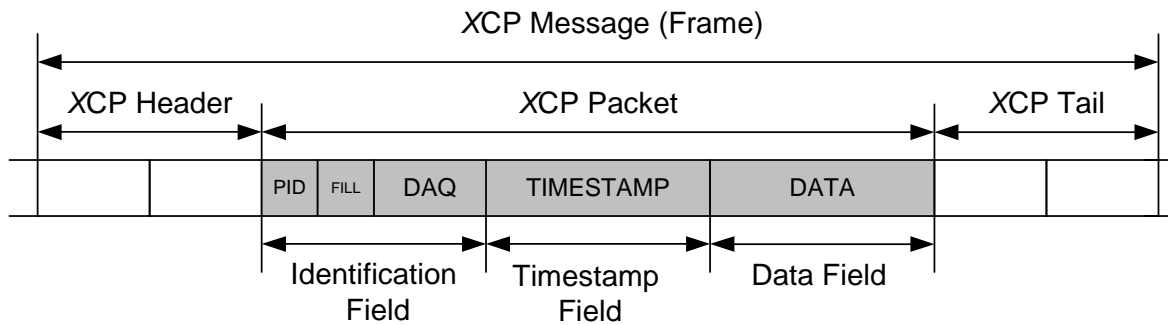 XCP Message (Frame)
XCP Header XCP Packet XCP Tail
PID FILL DAQ TIMESTAMP DATA
Identification Field
Timestamp Field
Data Field